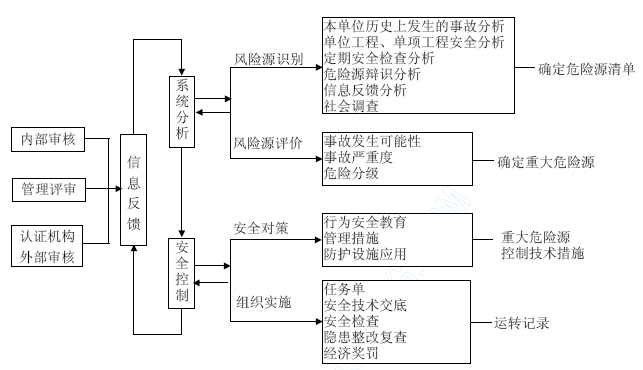 内部审核
管理评审
认证机构
外部审核
信息反馈
系统分析
安全控制
风险源识别
风险源评价
安全对策
组织实施
本单位历史上发生的事故分析
单位工程、单项工程安全分析
定期安全检查分析
危险源辩识分析
信息反馈分析
社会调查
确定危险源清单
事故发生可能性
事故严重度
危险分级
确定重大危险源
行为安全教育
管理措施
防护设施应用
重大危险源
控制技术措施
任务单
安全技术交底
安全检查
隐患整改复查
经济奖罚
运转记录